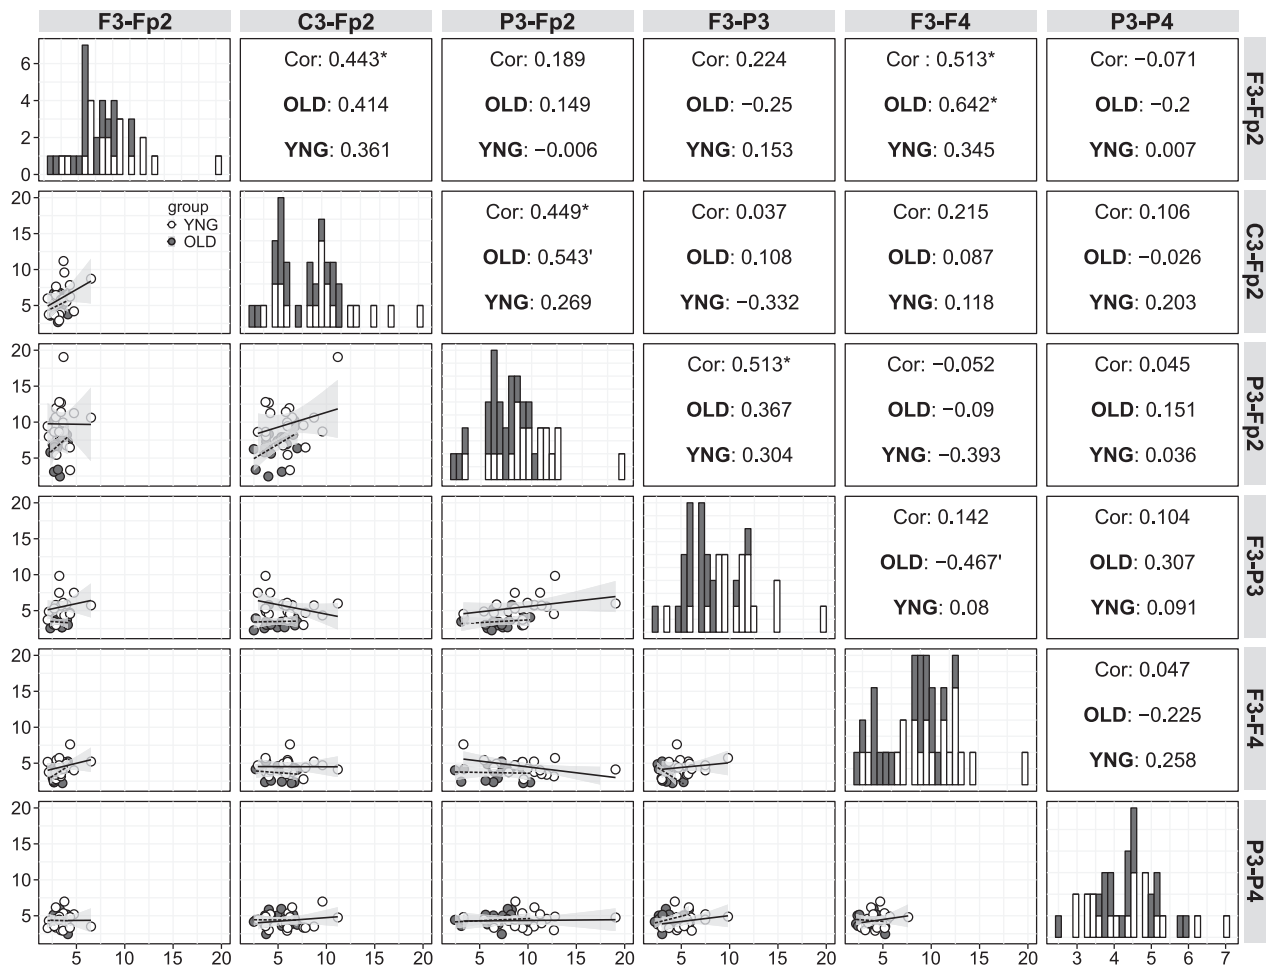 F3-Fp2 C3-Fp2 P3-Fp2 F3-P3 F3-F4 P3-P4
6
4
2
0
Cor: 0.443*
OLD: 0.414
YNG: 0.361
Cor: 0.189
OLD: 0.149
YNG: −0.006
Cor: 0.224
OLD: −0.25
YNG: 0.153
Cor : 0.513*
OLD: 0.642*
YNG: 0.345
Cor: −0.071
OLD: −0.2
YNG: 0.007
F3-Fp2
20
15
10
5
group
YNG
OLD
Cor: 0.449*
OLD: 0.543'
YNG: 0.269
Cor: 0.037
OLD: 0.108
YNG: −0.332
Cor: 0.215
OLD: 0.087
YNG: 0.118
Cor: 0.106
OLD: −0.026
YNG: 0.203
C3-Fp2
20
15
10
5
Cor: 0.513*
OLD: 0.367
YNG: 0.304
Cor: −0.052
OLD: −0.09
YNG: −0.393
Cor: 0.045
OLD: 0.151
YNG: 0.036
P3-Fp2
20
15
10
5
Cor: 0.142
OLD: −0.467'
YNG: 0.08
Cor: 0.104
OLD: 0.307
YNG: 0.091
F3-P3
20
15
10
5
Cor: 0.047
OLD: −0.225
YNG: 0.258
F3-F4
20
15
10
5
P3-P4
5 10 15 20 5 10 15 20 5 10 15 20 5 10 15 20 5 10 15 20 3 4 5 6 7